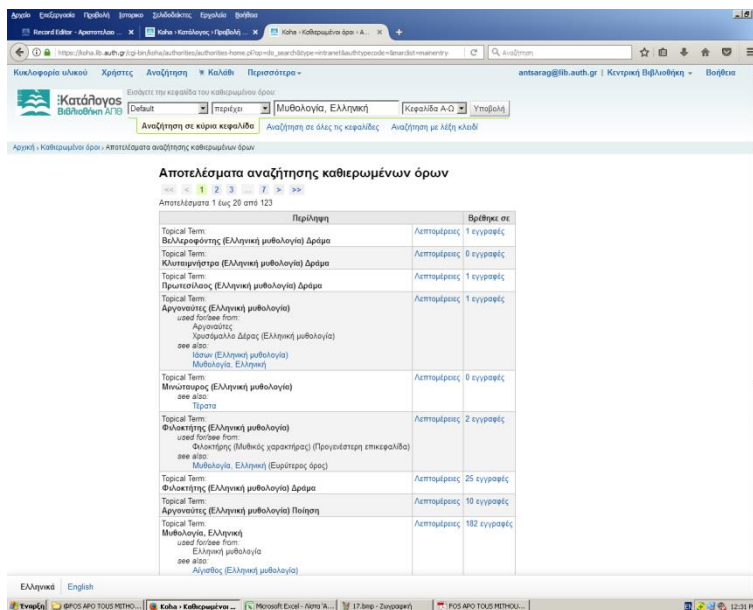 Αρχείο Επεξεργασία Προβολή Ιστορικο Σελιδοδείκτες Εργαλεία Βοήθεια
Record Editor - Αριστοτέλειο ... Koha › Κατάλογος › Προβολή ... Koha › Καθιερωμένοι όροι › Α...
https://koha.lib.auth.gr/cgi-bin/koha/authorities/authorities-home.pl?op=do_search&type=intranet&authtypecode=&marclist=mainentry Αναζήτηση
Κυκλοφορία υλικού Χρήστες Αναζήτηση Καλάθι Περισσότερα antsarag@lib.auth.gr | Κεντρική Βιβλιοθήκη Βοήθεια
Κατάλογος
Βιβλιοθήκη ΑΠΘ
Εισάγετε την κεφαλίδα του καθιερωμένου όρου:
Default περιέχει Μυθολογία, Ελληνική Κεφαλίδα Α-Ω Υποβολή
Αναζήτηση σε κύρια κεφαλίδα Αναζήτηση σε όλες τις κεφαλίδες Αναζήτηση με λέξη κλειδί
Αρχική › Καθιερωμένοι όροι › Αποτελέσματα αναζήτησης καθιερωμένων όρων
Αποτελέσματα αναζήτησης καθιερωμένων όρων
<< < 1 2 3 ... 7 > >>
Αποτελέσματα 1 έως 20 από 123
Περίληψη Βρέθηκε σε
Topical Term: Λεπτομέρειες 1 εγγραφές
Βελλεροφόντης (Ελληνική μυθολογία) Δράμα
Topical Term: Λεπτομέρειες 0 εγγραφές
Κλυταιμνήστρα (Ελληνική μυθολογία) Δράμα
Topical Term: Λεπτομέρειες 1 εγγραφές
Πρωτεσίλαος (Ελληνική μυθολογία) Δράμα
Topical Term: Λεπτομέρειες 1 εγγραφές
Αργοναύτες (Ελληνική μυθολογία)
used for/see from:
Αργοναύτες
Χρυσόμαλλο Δέρας (Ελληνική μυθολογία)
see also:
Ιάσων (Ελληνική μυθολογία)
Μυθολογία, Ελληνική
Topical Term: Λεπτομέρειες 0 εγγραφές
Μινώταυρος (Ελληνική μυθολογία)
see also:
Τέρατα
Topical Term: Λεπτομέρειες 2 εγγραφές
Φιλοκτήτης (Ελληνική μυθολογία)
used for/see from:
Φιλοκτήρης (Μυθικός χαρακτήρας) (Προγενέστερη επικεφαλίδα)
see also:
Μυθολογία, Ελληνική (Ευρύτερος όρος)
Topical Term: Λεπτομέρειες 25 εγγραφές
Φιλοκτήτης (Ελληνική μυθολογία) Δράμα
Topical Term: Λεπτομέρειες 10 εγγραφές
Αργοναύτες (Ελληνική μυθολογία) Ποίηση
Topical Term: Λεπτομέρειες 182 εγγραφές
Μυθολογία, Ελληνική
used for/see from:
Ελληνική μυθολογία
see also:
Αίγισθος (Ελληνική μυθολογία)
Ελληνικά English
Έναρξη @FOS APO TOUS MITHO... Koha › Καθιερωμένοι ... Microsoft Excel - Λίστα 'Α... 17.bmp - Ζωγραφική FOS APO TOUS MITHOU...